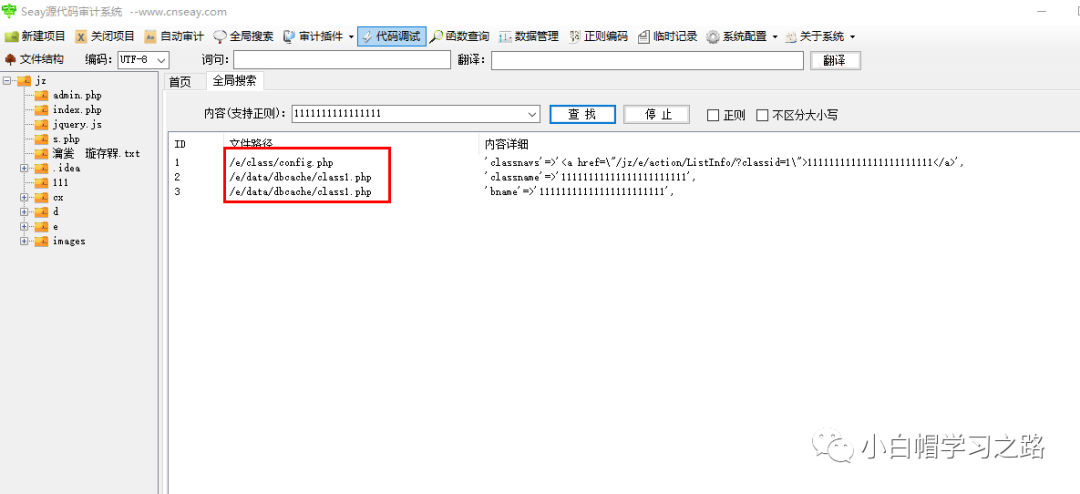 Seay源代码审计系统 --www.cnseay.com
新建项目 关闭项目 自动审计 全局搜索 审计插件 代码调试 函数查询 数据管理 正则编码 临时记录 系统配置 关于系统
文件结构 编码: UTF-8 词句: 翻译: 翻译
jz
admin.php
index.php
jquery.js
s.php
.txt
.idea
111
cx
d
e
images
首页 全局搜索
内容(支持正则): 1111111111111111 查 找 停 止 正则 不区分大小写
ID 文件路径 内容详细
1 /e/class/config.php 'classnavs'=>'<a href=\"/jz/e/action/ListInfo/?classid=1\">1111111111111111111111</a>',
2 /e/data/dbcache/class1.php 'classname'=>'1111111111111111111111',
3 /e/data/dbcache/class1.php 'bname'=>'1111111111111111111111',
小白帽学习之路